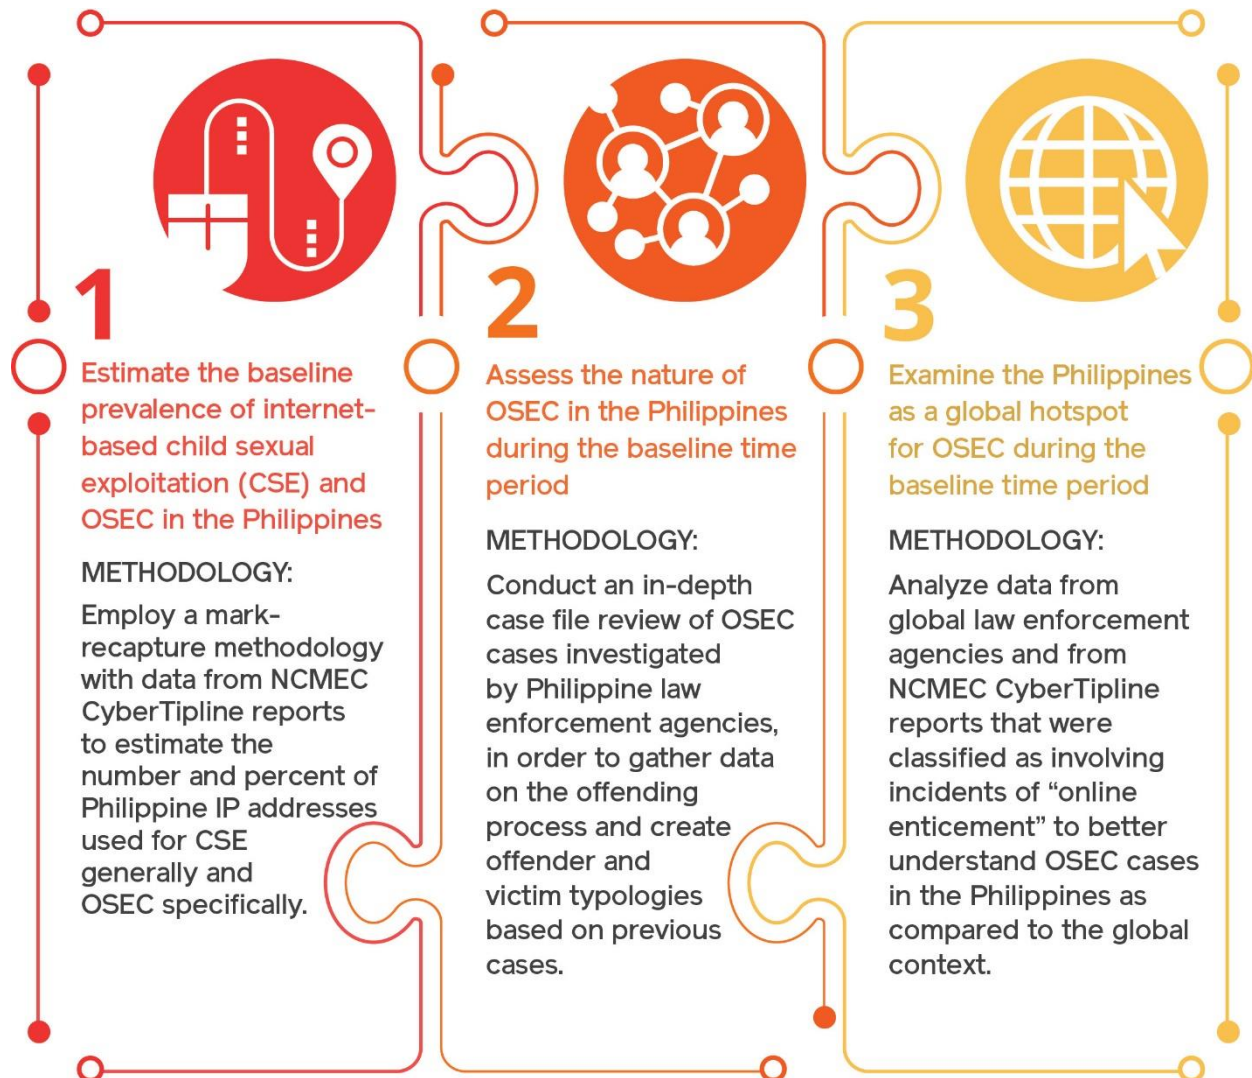 1
Estimate the baseline
prevalence of internet-
based child sexual
exploitation (CSE) and
OSEC in the Philippines
METHODOLOGY:
Employ a mark-
recapture methodology
with data from NCMEC
CyberTipline reports
to estimate the
number and percent of
Philippine IP addresses
used for CSE
generally and
OSEC specifically.
2
Assess the nature of
OSEC in the Philippines
during the baseline time
period
METHODOLOGY:
Conduct an in-depth
case file review of OSEC
cases investigated
by Philippine law
enforcement agencies,
in order to gather data
on the offending
process and create
offender and
victim typologies
based on previous
cases.
3
Examine the Philippines
as a global hotspot
for OSEC during the
baseline time period
METHODOLOGY:
Analyze data from
global law enforcement
agencies and from
NCMEC CyberTipline
reports that were
classified as involving
incidents of “online
enticement” to better
understand OSEC cases
in the Philippines as
compared to the global
context.